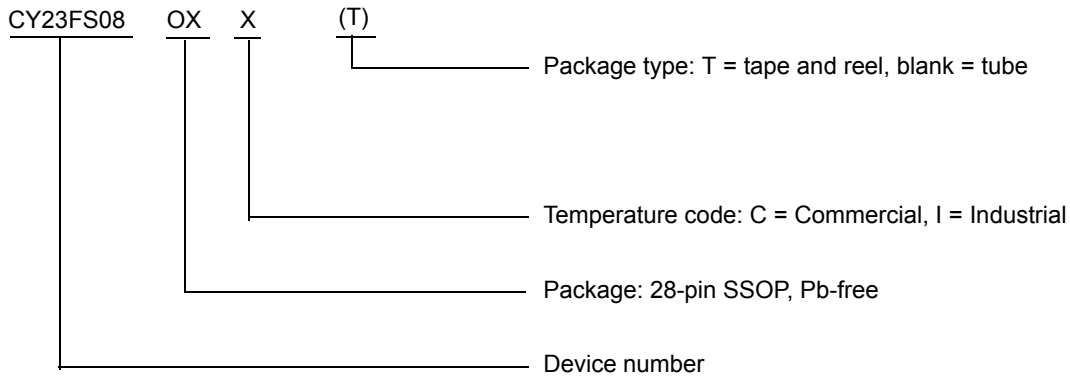 CY23FS08 OX X (T)
Package type: T = tape and reel, blank = tube
Temperature code: C = Commercial, I = Industrial
Package: 28-pin SSOP, Pb-free
Device number